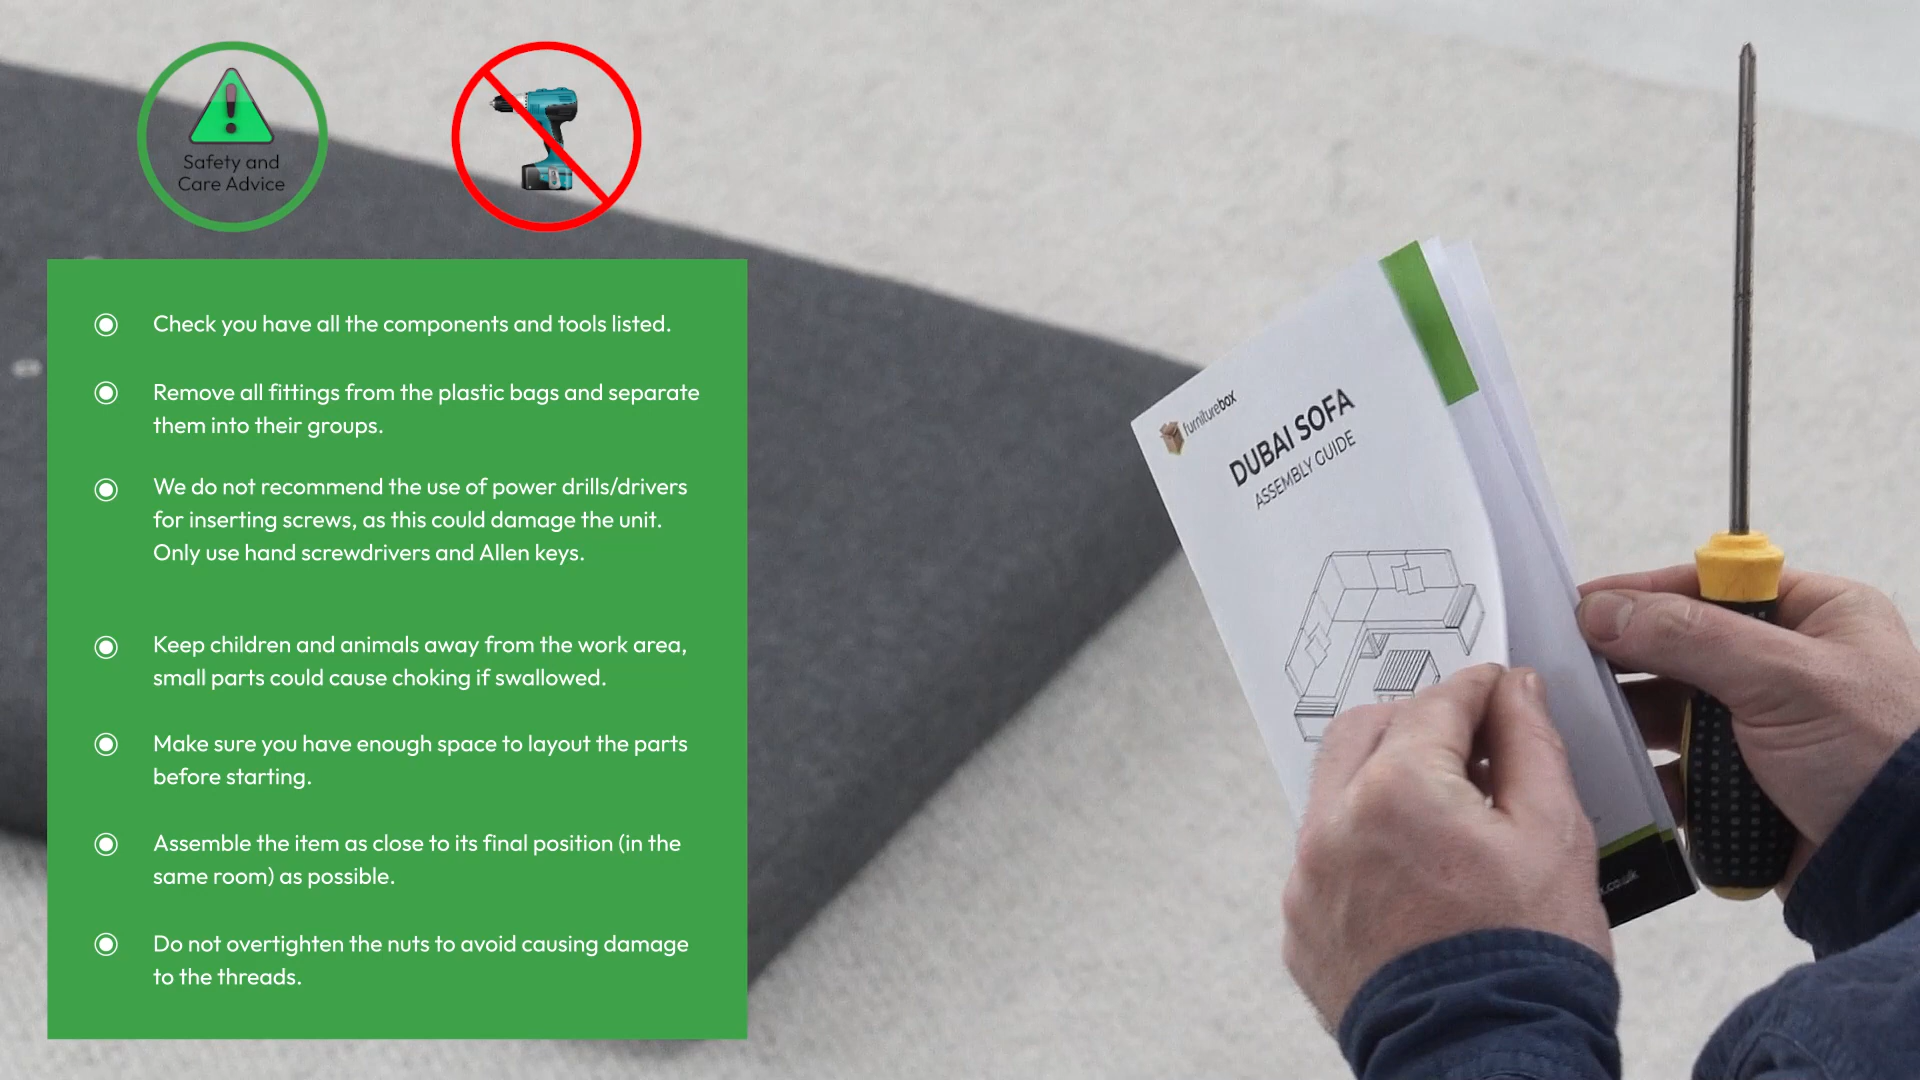 Safety and
Care Advice
Check you have all the components and tools listed.
Remove all fittings from the plastic bags and separate
them into their groups.
We do not recommend the use of power drills/drivers
for inserting screws, as this could damage the unit.
Only use hand screwdrivers and Allen keys.
Keep children and animals away from the work area,
small parts could cause choking if swallowed.
Make sure you have enough space to layout the parts
before starting.
Assemble the item as close to its final position (in the
same room) as possible.
Do not overtighten the nuts to avoid causing damage
to the threads.
furniturebox
DUBAI SOFA
ASSEMBLY GUIDE
.co.uk